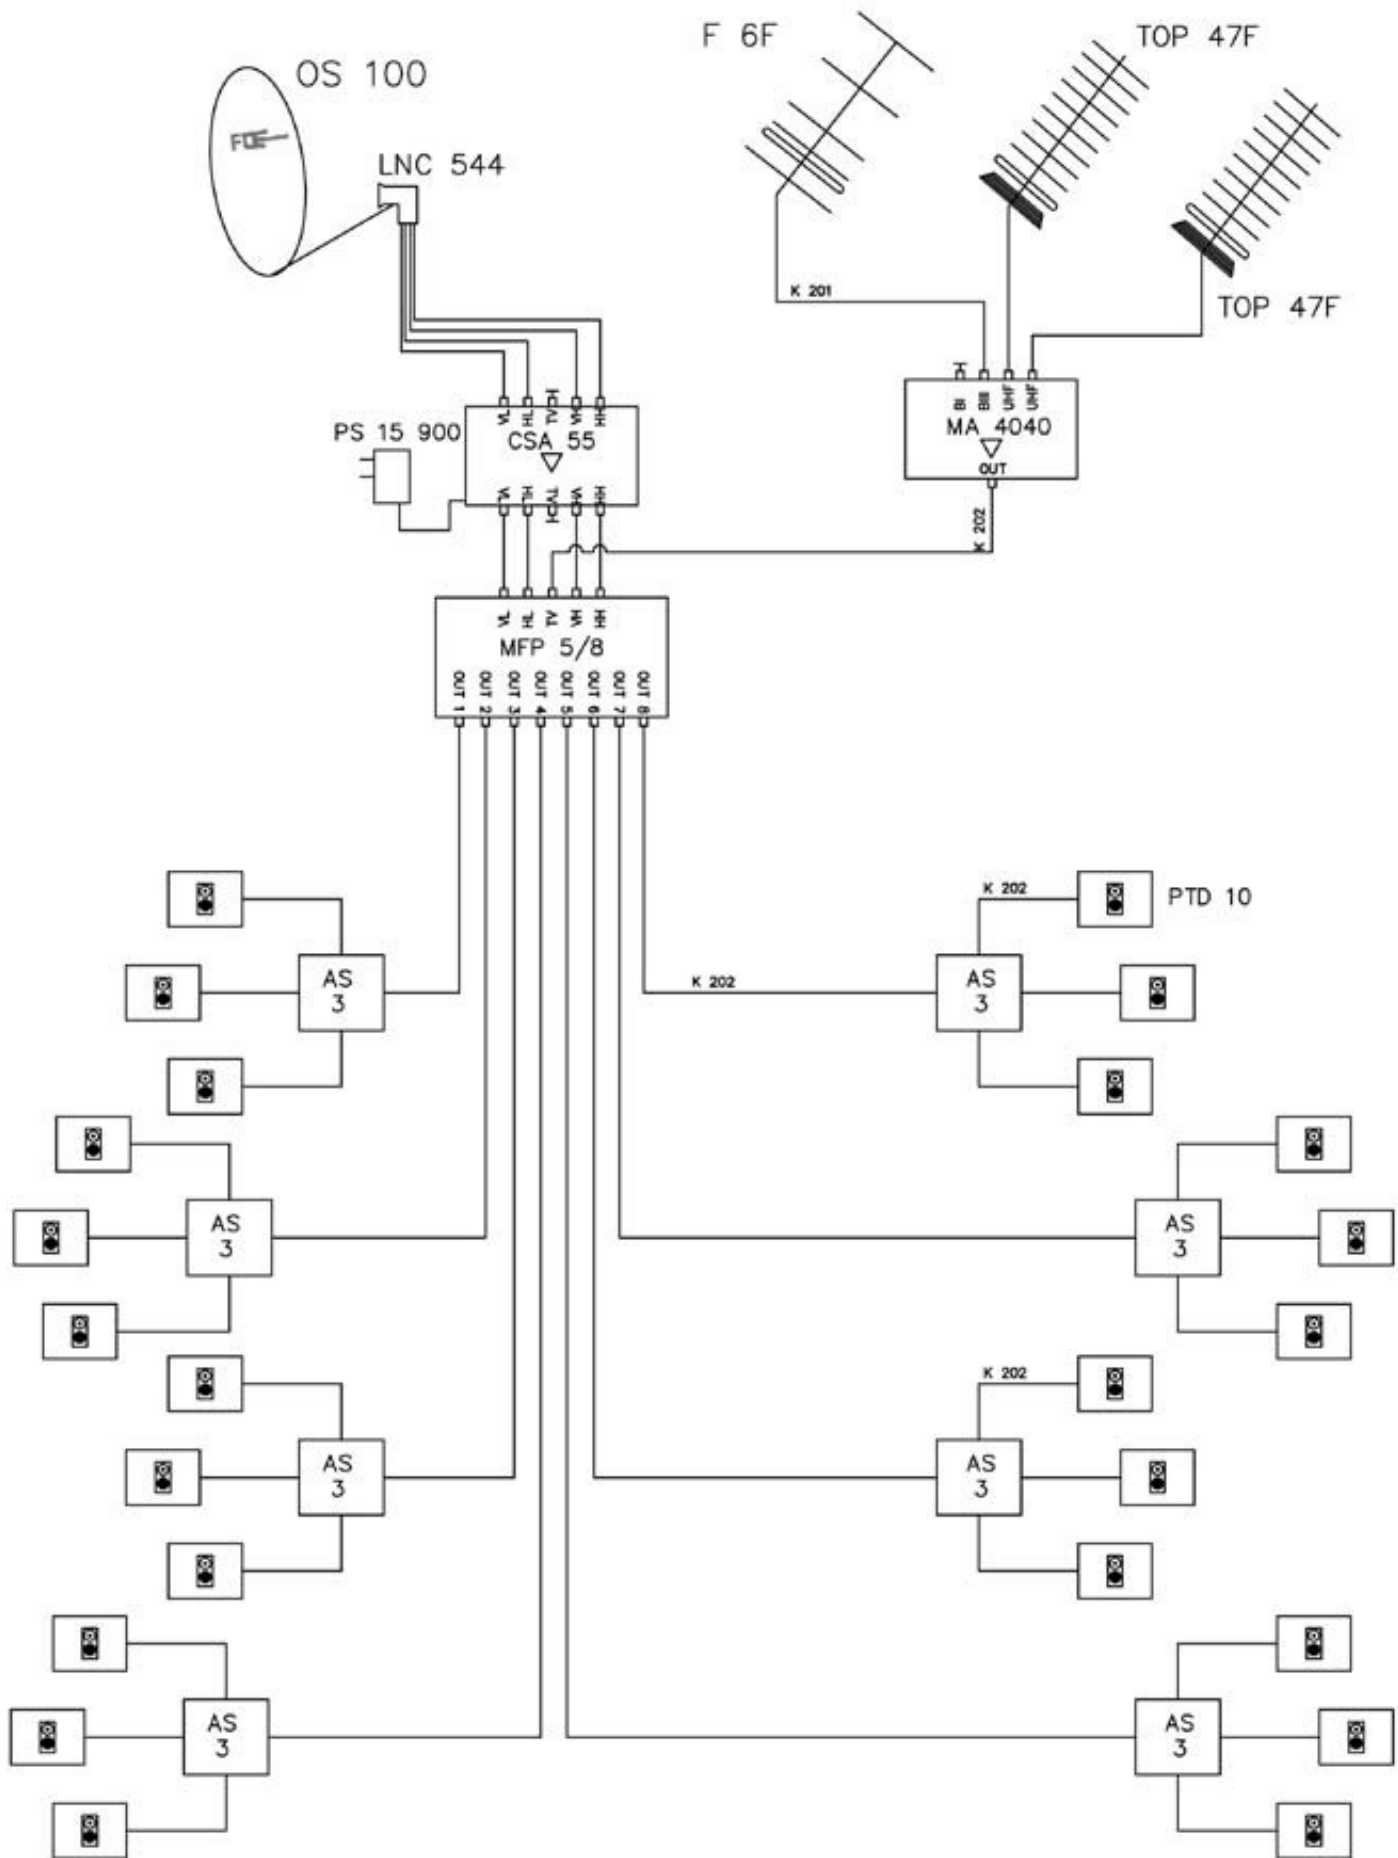 F 6F
TOP 47F
OS 100
LNC 544
TOP 47F
K 201
BI
BIII
UHF
UHF
MA 4040
OUT
K 202
PS 15 900
VL
HL
TV
VH
HH
CSA 55
VL
HL
TV
VH
HH
VL
HL
TV
VH
HH
MFP 5/8
OUT 1
OUT 2
OUT 3
OUT 4
OUT 5
OUT 6
OUT 7
OUT 8
K 202
PTD 10
AS
3
K 202
AS
3
AS
3
AS
3
K 202
AS
3
AS
3
AS
3
AS
3